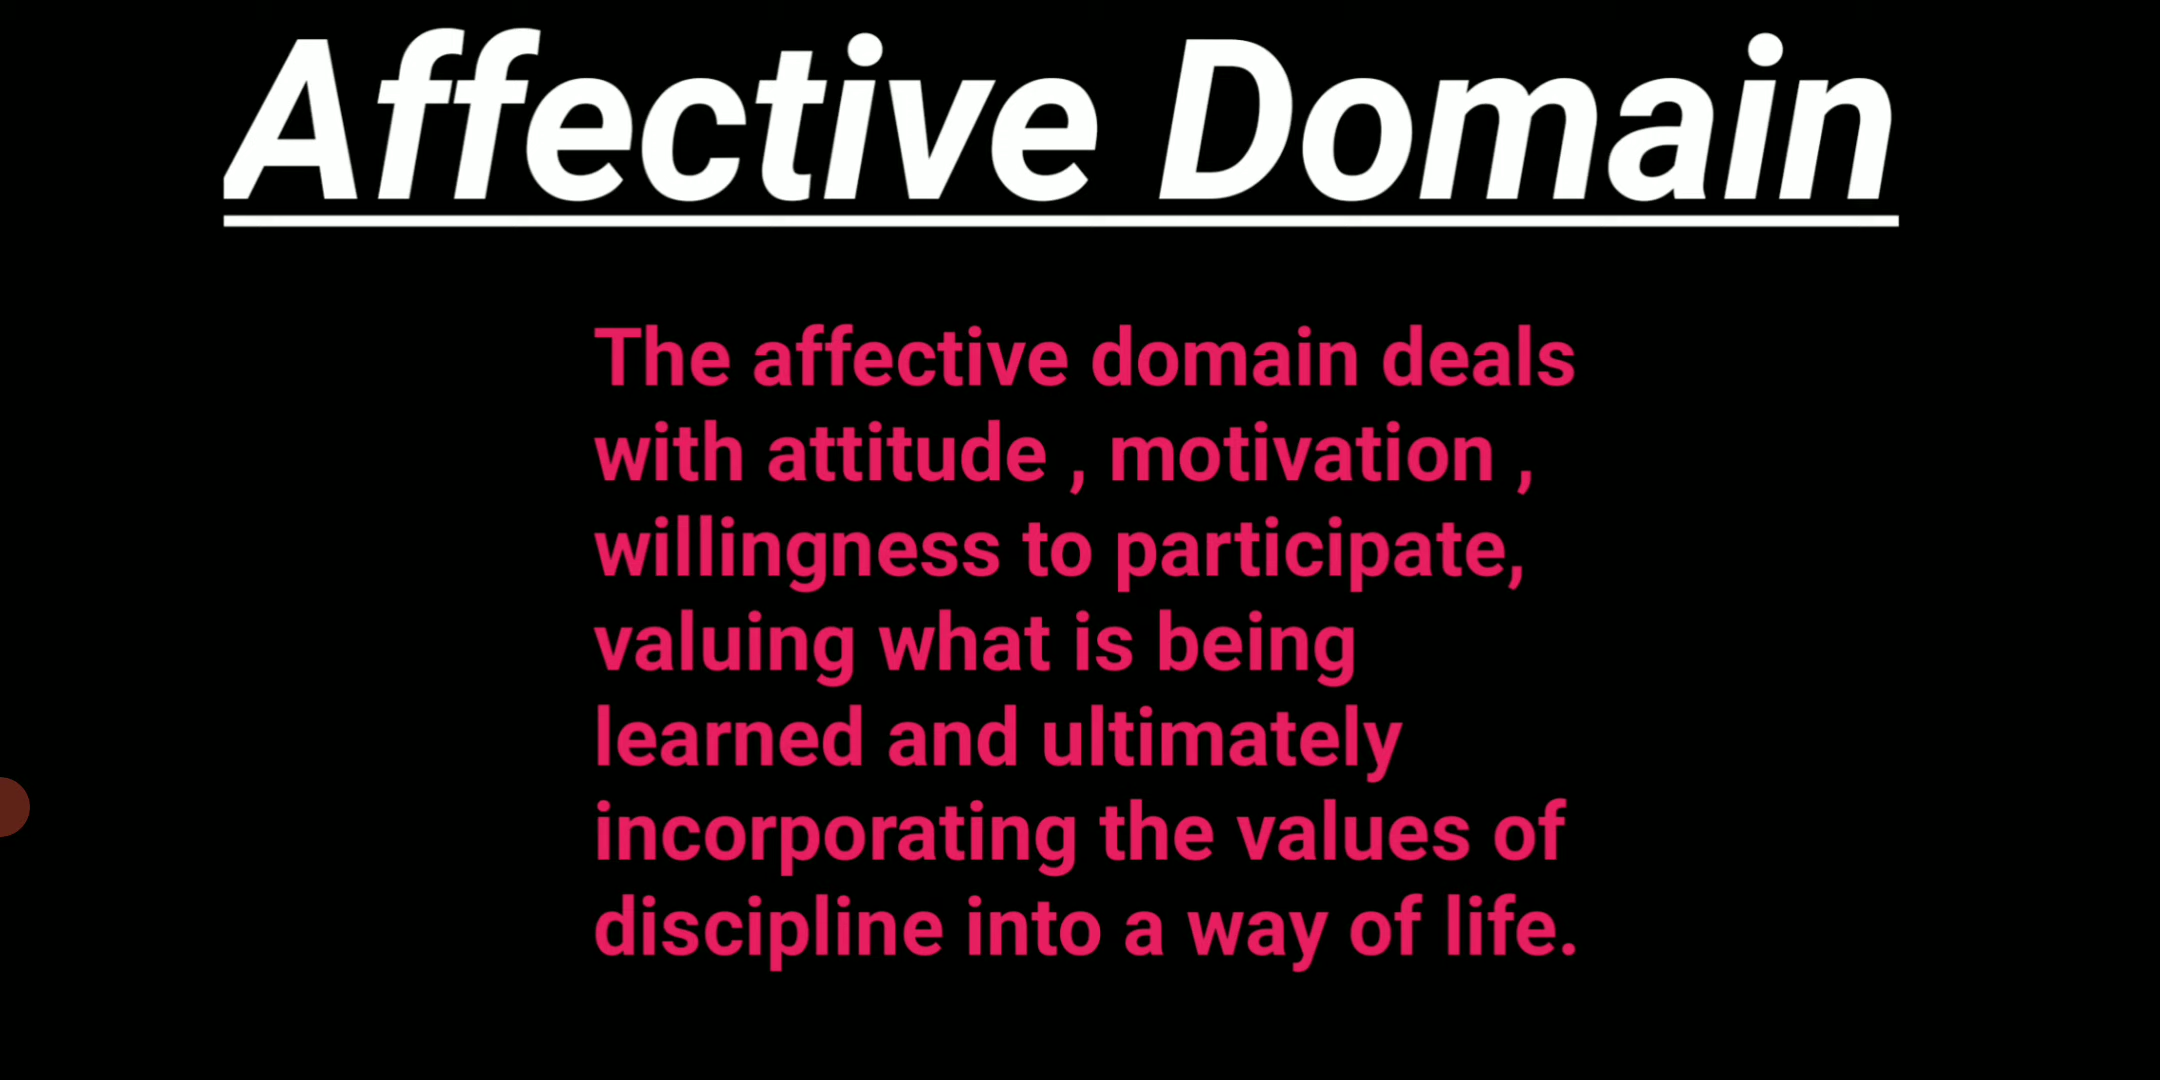 Affective Domain
The affective domain deals
with attitude , motivation ,
willingness to participate,
valuing what is being
learned and ultimately
incorporating the values of
discipline into a way of life.